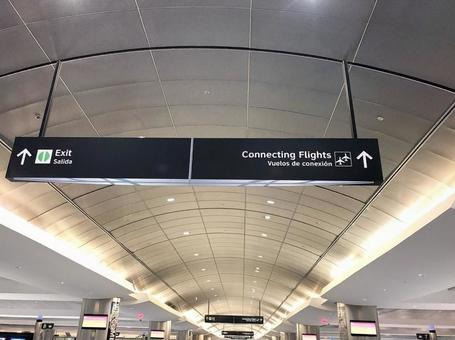 Exit
Salida
Connecting Flights
Vuelos de conexión